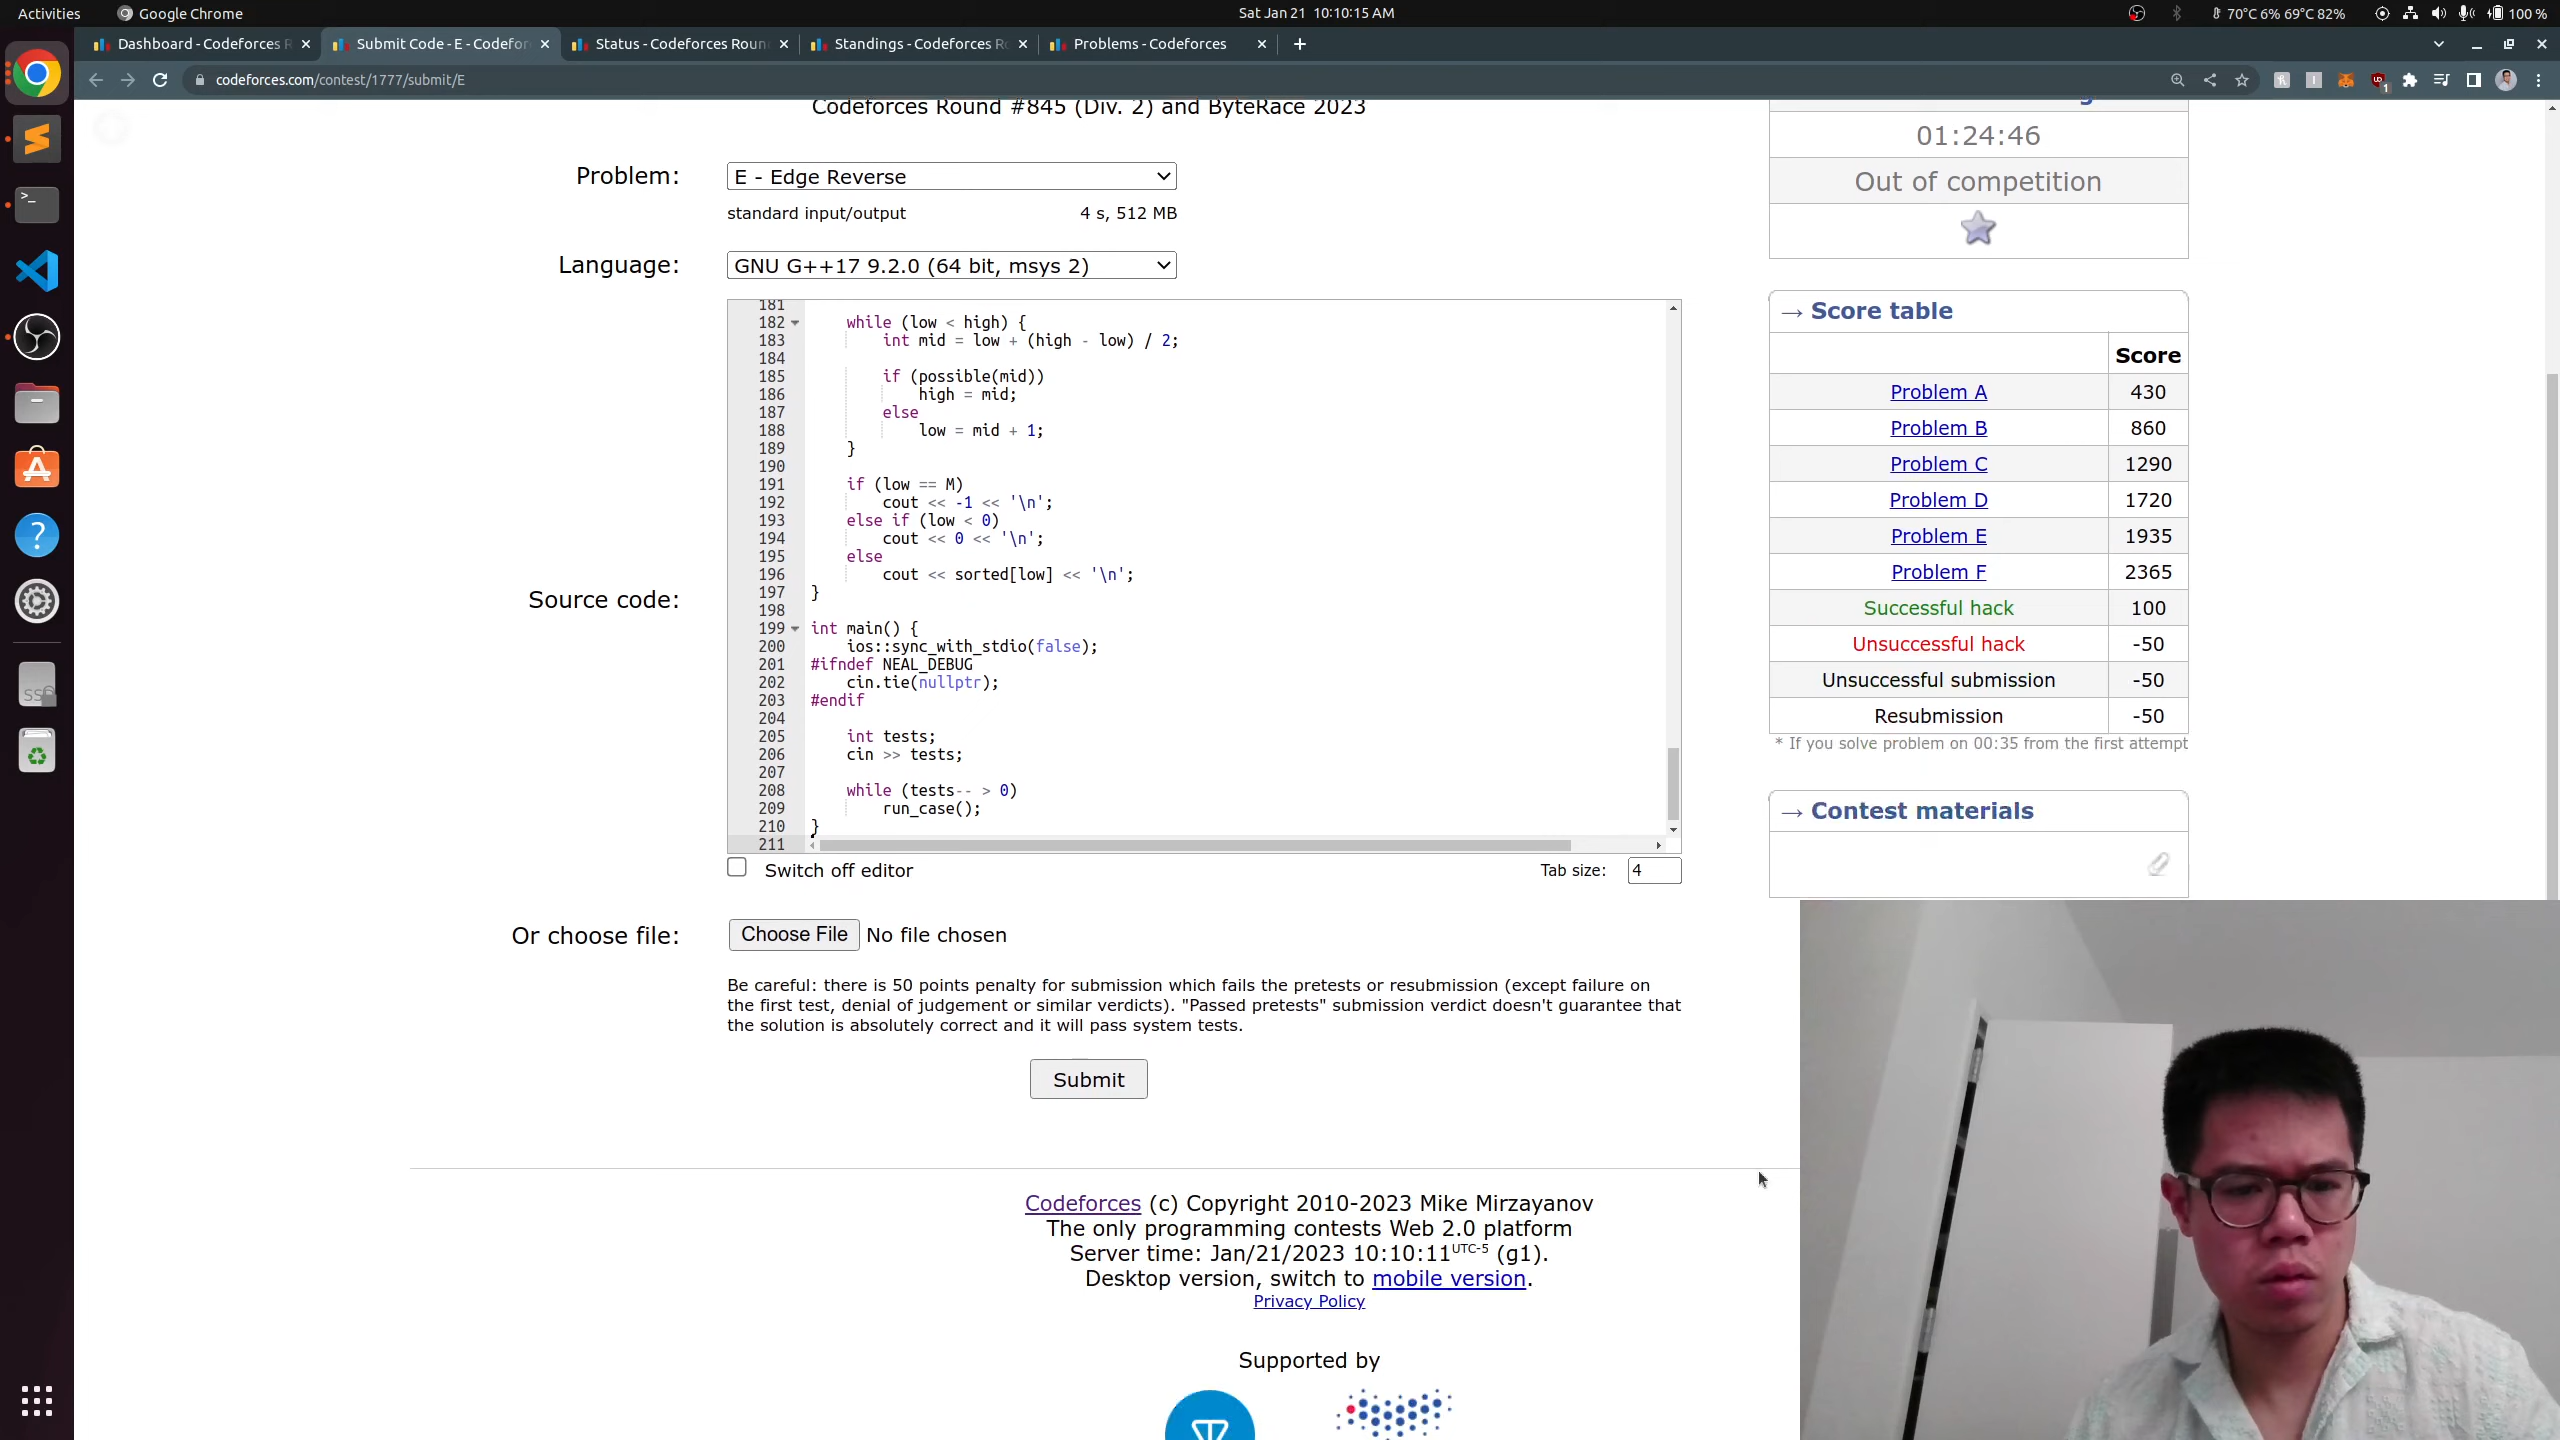 Activities
Google Chrome
Sat Jan 21 10:10:15 AM
70°C 6% 69°C 82%
100 %
Dashboard - Codeforces R
Submit Code - E - Codefor
Status - Codeforces Roun
Standings - Codeforces Ro
Problems - Codeforces
codeforces.com/contest/1777/submit/E
Codeforces Round #845 (Div. 2) and ByteRace 2023
Problem:
E - Edge Reverse
standard input/output
4 s, 512 MB
Language:
GNU G++17 9.2.0 (64 bit, msys 2)
Source code:
181
182     while (low < high) {
183         int mid = low + (high - low) / 2;
184
185         if (possible(mid))
186             high = mid;
187         else
188             low = mid + 1;
189     }
190
191     if (low == M)
192         cout << -1 << '\n';
193     else if (low < 0)
194         cout << 0 << '\n';
195     else
196         cout << sorted[low] << '\n';
197 }
198
199 int main() {
200     ios::sync_with_stdio(false);
201 #ifndef NEAL_DEBUG
202     cin.tie(nullptr);
203 #endif
204
205     int tests;
206     cin >> tests;
207
208     while (tests-- > 0)
209         run_case();
210 }
211
Switch off editor
Tab size:
4
Or choose file:
Choose File No file chosen
Be careful: there is 50 points penalty for submission which fails the pretests or resubmission (except failure on
the first test, denial of judgement or similar verdicts). "Passed pretests" submission verdict doesn't guarantee that
the solution is absolutely correct and it will pass system tests.
Submit
01:24:46
Out of competition
→ Score table
Score
Problem A 430
Problem B 860
Problem C 1290
Problem D 1720
Problem E 1935
Problem F 2365
Successful hack 100
Unsuccessful hack -50
Unsuccessful submission -50
Resubmission -50
* If you solve problem on 00:35 from the first attempt
→ Contest materials
Codeforces (c) Copyright 2010-2023 Mike Mirzayanov
The only programming contests Web 2.0 platform
Server time: Jan/21/2023 10:10:11UTC-5 (g1).
Desktop version, switch to mobile version.
Privacy Policy
Supported by